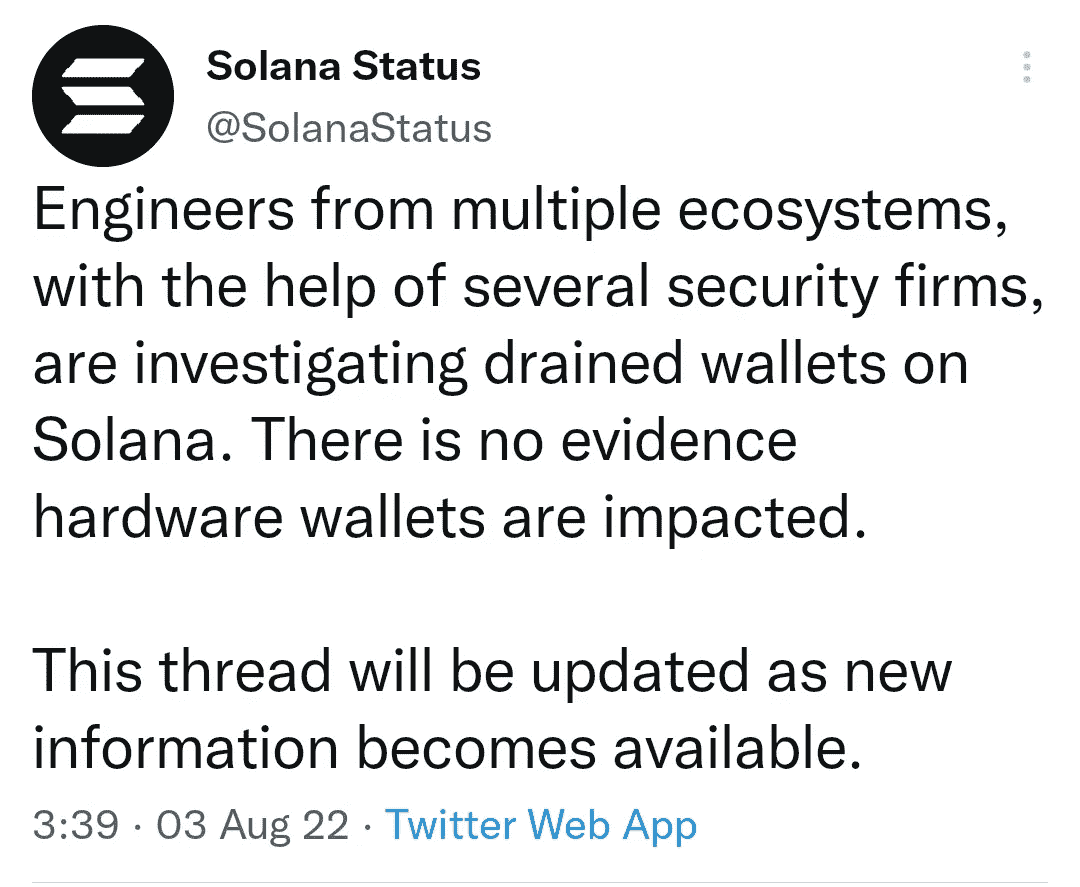 Solana Status
@SolanaStatus
Engineers from multiple ecosystems,
with the help of several security firms,
are investigating drained wallets on
Solana. There is no evidence
hardware wallets are impacted.
This thread will be updated as new
information becomes available.
3:39 · 03 Aug 22 · Twitter Web App